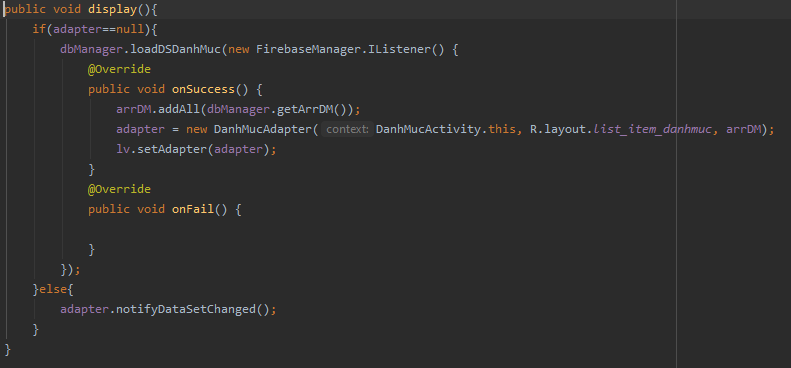 public void display(){
if(adapter==null){
dbManager.loadDSDanhMuc(new FirebaseManager.IListener() {
@Override
public void onSuccess() {
arrDM.addAll(dbManager.getArrDM());
adapter = new DanhMucAdapter( context: DanhMucActivity.this, R.layout.list_item_danhmuc, arrDM);
lv.setAdapter(adapter);
}
@Override
public void onFail() {
}
});
}else{
adapter.notifyDataSetChanged();
}
}